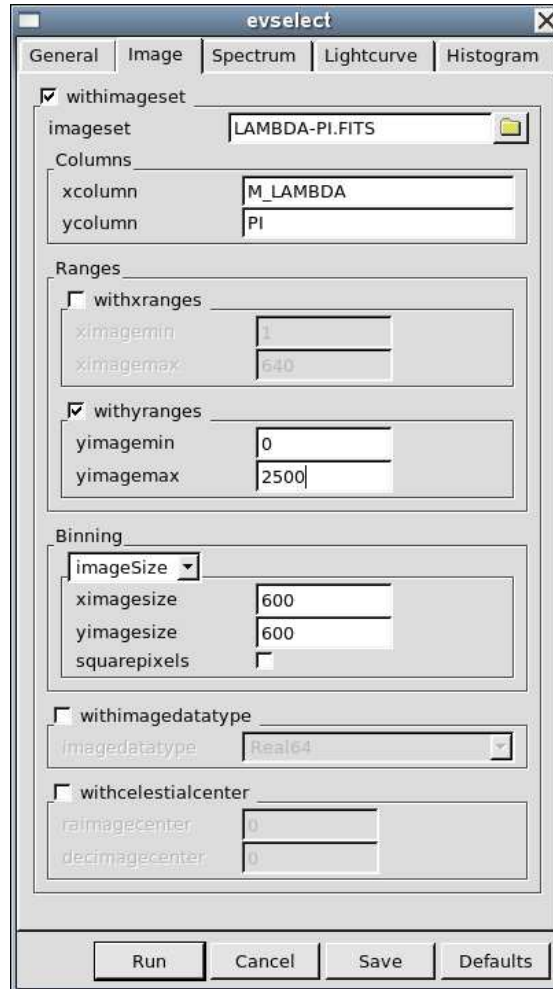 evselect
General Image Spectrum Lightcurve Histogram
withimageset
imageset LAMBDA-PI.FITS
Columns
xcolumn M_LAMBDA
ycolumn PI
Ranges
withxranges
ximagemin 1
ximagemax 640
withyranges
yimagemin 0
yimagemax 2500
Binning
imageSize
ximagesize 600
yimagesize 600
squarepixels
withimagedatatype
imagedatatype Real64
withcelestialcenter
raimagecenter 0
decimagecenter 0
Run Cancel Save Defaults